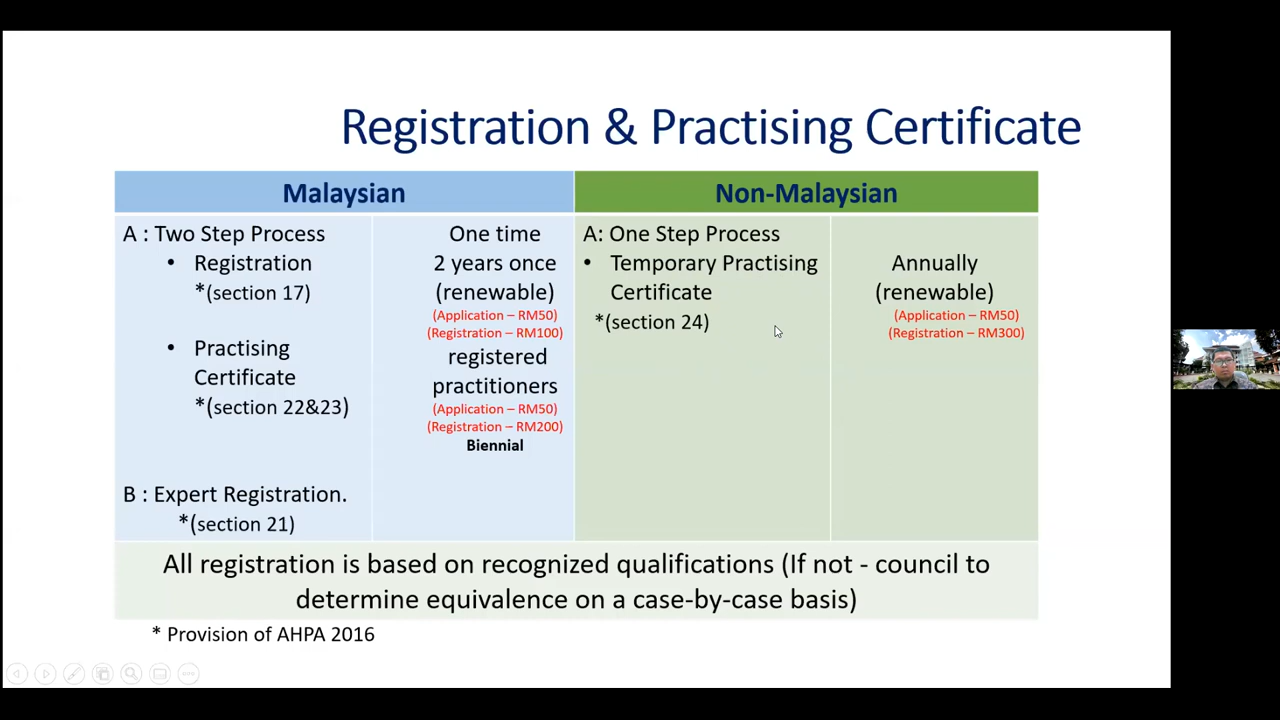 Registration & Practising Certificate
Malaysian
Non-Malaysian
A : Two Step Process
• Registration
*(section 17)
• Practising
Certificate
*(section 22&23)
B : Expert Registration.
*(section 21)
One time
2 years once
(renewable)
(Application – RM50)
(Registration – RM100)
registered
practitioners
(Application – RM50)
(Registration – RM200)
Biennial
A: One Step Process
• Temporary Practising
Certificate
*(section 24)
Annually
(renewable)
(Application – RM50)
(Registration – RM300)
All registration is based on recognized qualifications (If not - council to
determine equivalence on a case-by-case basis)
* Provision of AHPA 2016